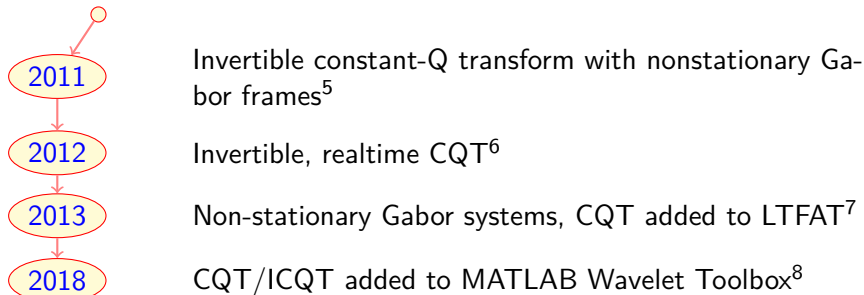 2011 Invertible constant-Q transform with nonstationary Ga-
bor frames⁵
2012 Invertible, realtime CQT⁶
2013 Non-stationary Gabor systems, CQT added to LTFAT⁷
2018 CQT/ICQT added to MATLAB Wavelet Toolbox⁸